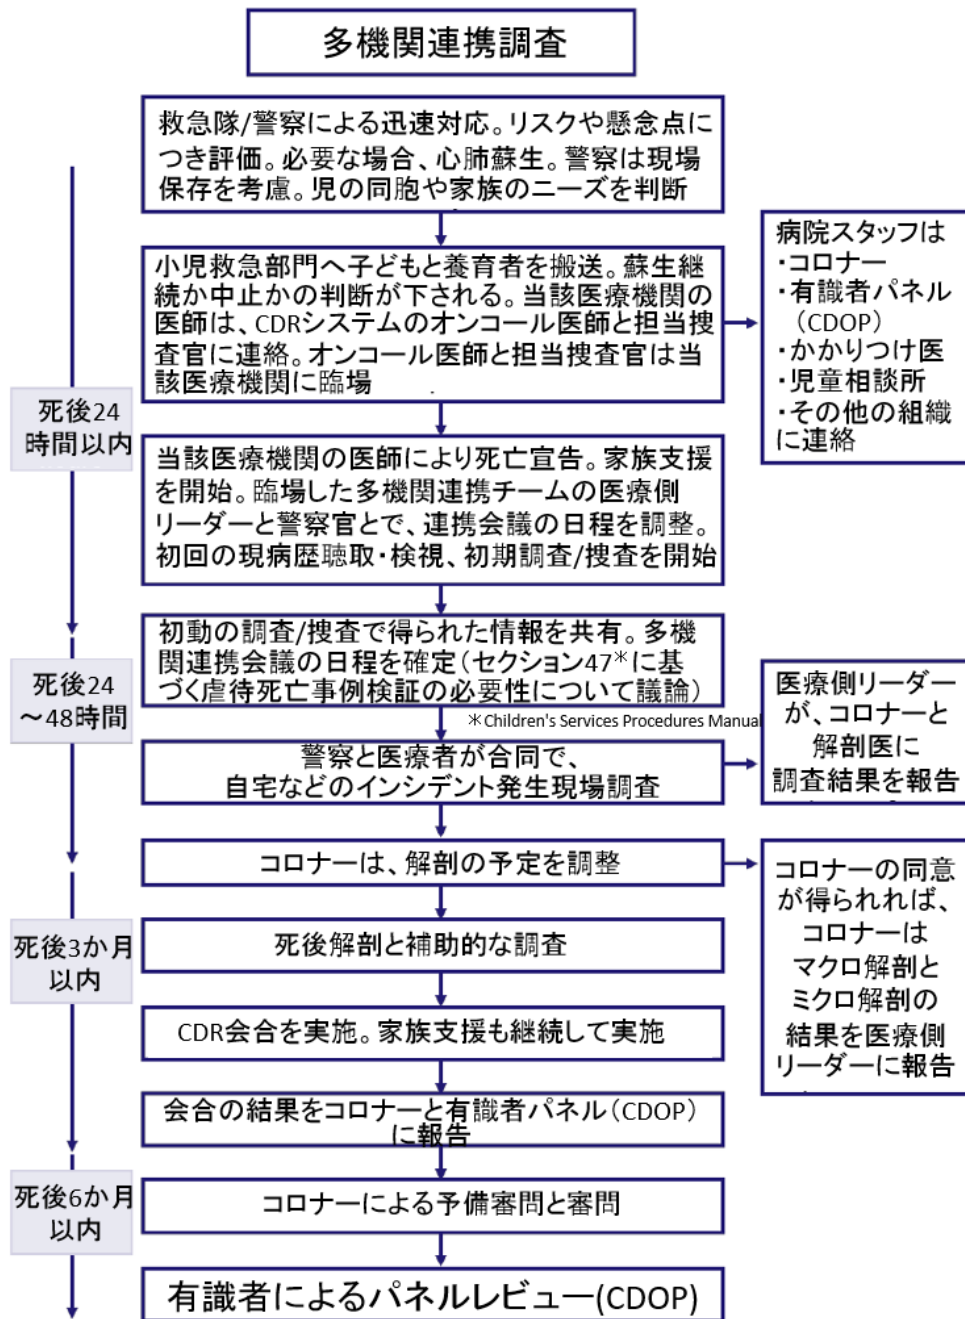 多機関連携調査
救急隊/警察による迅速対応。リスクや懸念点に
つき評価。必要な場合、心肺蘇生。警察は現場
保存を考慮。児の同胞や家族のニーズを判断
小児救急部門へ子どもと養育者を搬送。蘇生継
続か中止かの判断が下される。当該医療機関の
医師は、CDRシステムのオンコール医師と担当捜
査官に連絡。オンコール医師と担当捜査官は当
該医療機関に臨場
病院スタッフは
・コロナー
・有識者パネル
（CDOP）
・かかりつけ医
・児童相談所
・その他の組織
に連絡
死後24
時間以内
当該医療機関の医師により死亡宣告。家族支援
を開始。臨場した多機関連携チームの医療側
リーダーと警察官とで、連携会議の日程を調整。
初回の現病歴聴取・検視、初期調査/捜査を開始
初動の調査/捜査で得られた情報を共有。多機
関連携会議の日程を確定（セクション47＊に基
づく虐待死亡事例検証の必要性について議論）
＊Children's Services Procedures Manual
死後24
～48時間
警察と医療者が合同で、
自宅などのインシデント発生現場調査
医療側リーダー
が、コロナーと
解剖医に
調査結果を報告
コロナーは、解剖の予定を調整
コロナーの同意
が得られれば、
コロナーは
マクロ解剖と
ミクロ解剖の
結果を医療側
リーダーに報告
死後3か月
以内
死後解剖と補助的な調査
CDR会合を実施。家族支援も継続して実施
会合の結果をコロナーと有識者パネル（CDOP）
に報告
死後6か月
以内
コロナーによる予備審問と審問
有識者によるパネルレビュー(CDOP)